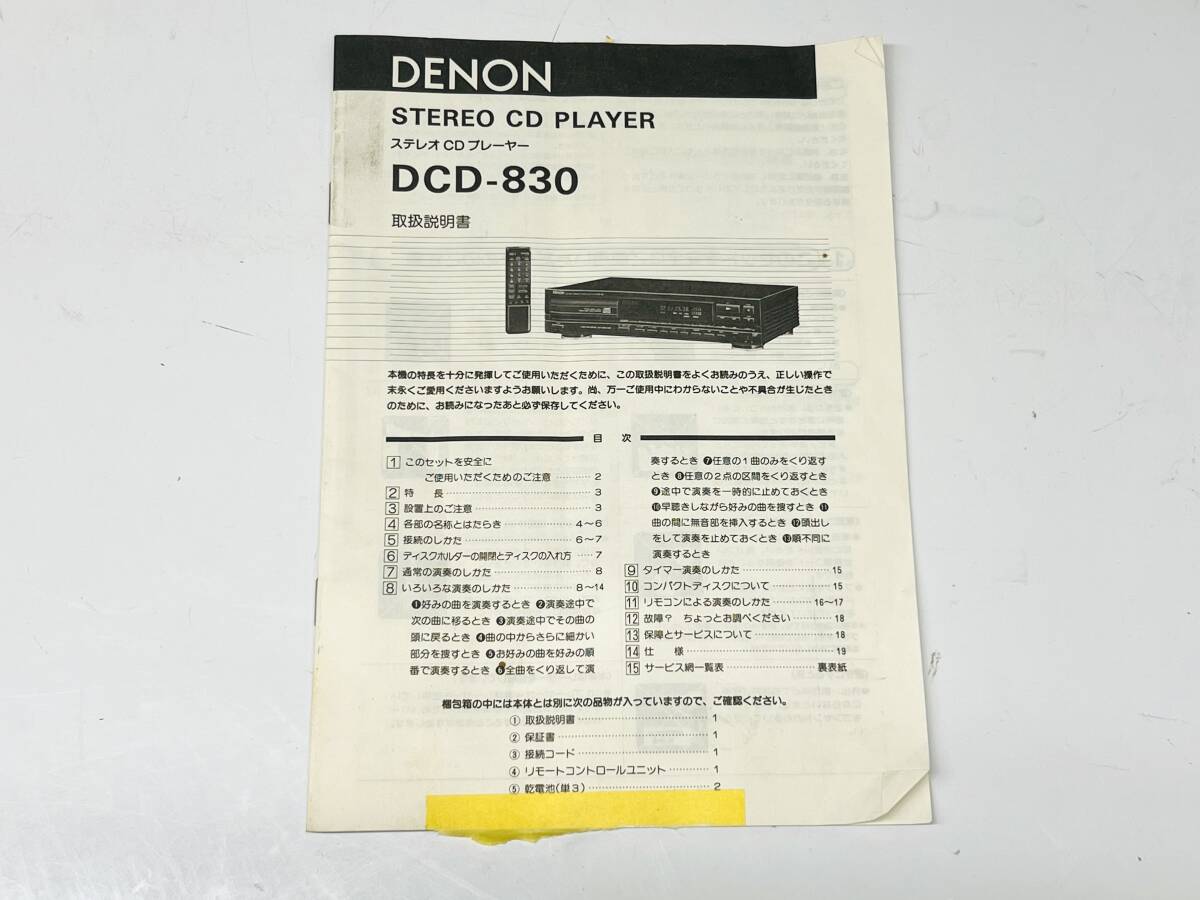 DENON
STEREO CD PLAYER
ステレオ CD プレーヤー
DCD-830
取扱説明書
DENON
本機の特長を十分に発揮してご使用いただくために、この取扱説明書をよくお読みのうえ、正しい操作で
末永くご愛用くださいますようお願いします。尚、万一ご使用中にわからないことや不具合が生じたとき
のために、お読みになったあと必ず保存してください。
目 次
1 このセットを安全に
ご使用いただくためのご注意 ………… 2
2 特 長 ………… 3
3 設置上のご注意 ………… 3
4 各部の名称とはたらき ………… 4～6
5 接続のしかた ………… 6～7
6 ディスクホルダーの開閉とディスクの入れ方 …… 7
7 通常の演奏のしかた ………… 8
8 いろいろな演奏のしかた ………… 8～14
❶好みの曲を演奏するとき ❷演奏途中で
次の曲に移るとき ❸演奏途中でその曲の
頭に戻るとき ❹曲の中からさらに細かい
部分を捜すとき ❺お好みの曲を好みの順
番で演奏するとき ❻全曲をくり返して演
奏するとき ❼任意の1曲のみをくり返す
とき ❽任意の2点の区間をくり返すとき
❾途中で演奏を一時的に止めておくとき
❿早聴きしながら好みの曲を捜すとき ⓫
曲の間に無音部を挿入するとき ⓬頭出し
をして演奏を止めておくとき ⓭順不同に
演奏するとき
9 タイマー演奏のしかた ………… 15
10 コンパクトディスクについて ………… 15
11 リモコンによる演奏のしかた ………… 16～17
12 故障? ちょっとお調べください ………… 18
13 保障とサービスについて ………… 18
14 仕 様 ………… 19
15 サービス網一覧表 ………… 裏表紙
梱包箱の中には本体とは別に次の品物が入っていますので、ご確認ください。
① 取扱説明書 ………… 1
② 保証書 ………… 1
③ 接続コード ………… 1
④ リモートコントロールユニット ………… 1
⑤ 乾電池(単3) ………… 2